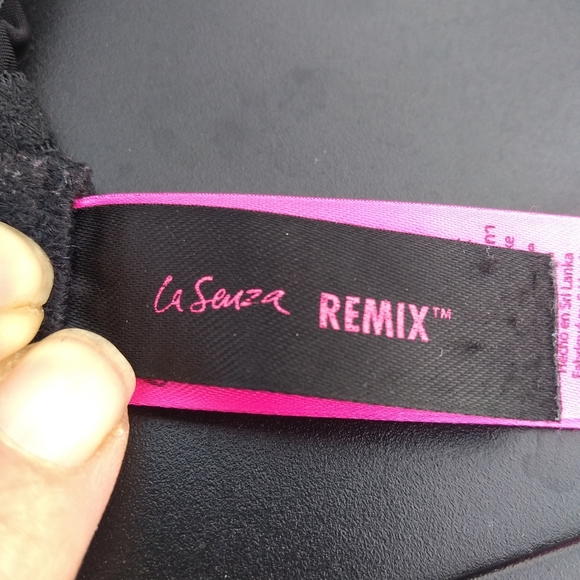 la Senza REMIX™
Hecho en Sri Lanka